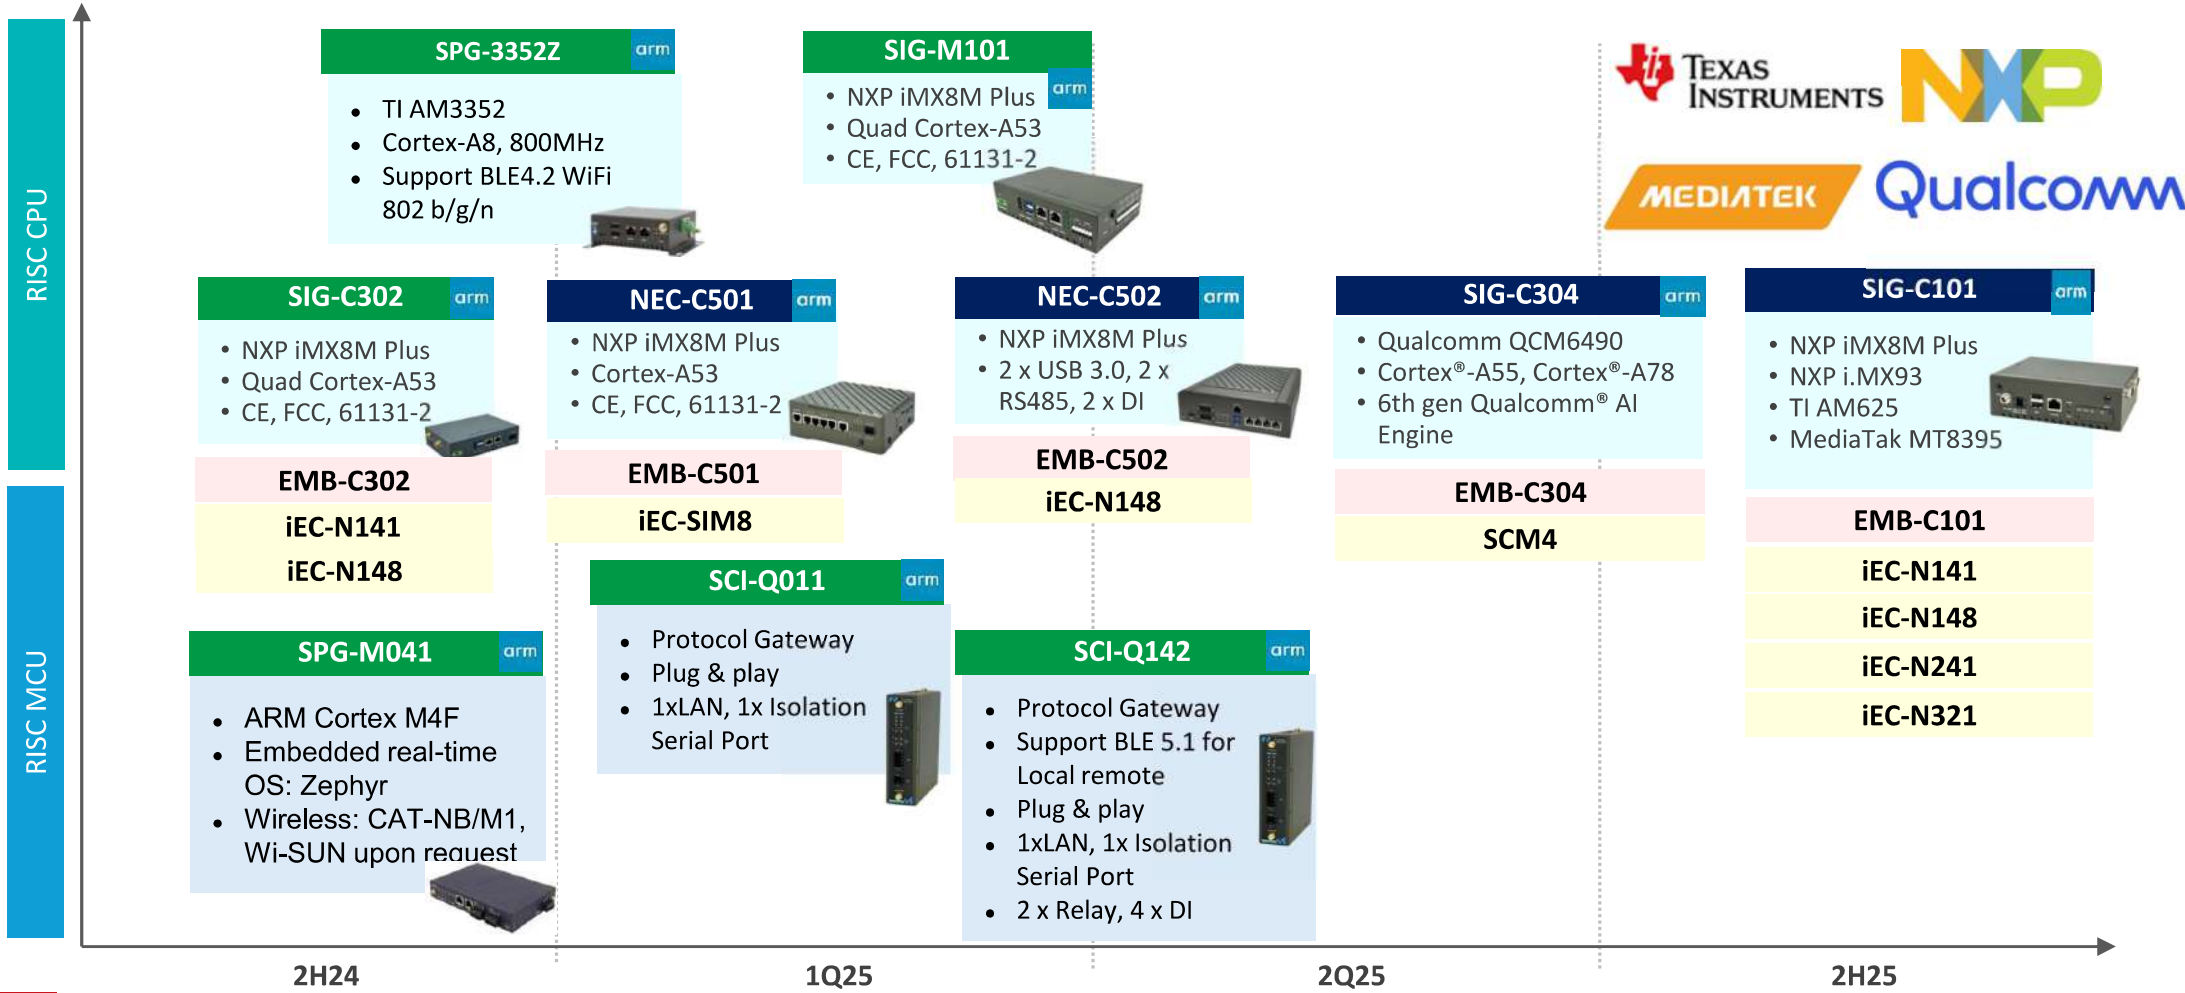 RISC CPU
RISC MCU
SPG-3352Z
arm
TI AM3352
Cortex-A8, 800MHz
Support BLE4.2 WiFi
802 b/g/n
SIG-M101
arm
NXP iMX8M Plus
Quad Cortex-A53
CE, FCC, 61131-2
TEXAS
INSTRUMENTS
NXP
MEDIATEK
Qualcomm
SIG-C302
arm
NXP iMX8M Plus
Quad Cortex-A53
CE, FCC, 61131-2
EMB-C302
iEC-N141
iEC-N148
NEC-C501
arm
NXP iMX8M Plus
Cortex-A53
CE, FCC, 61131-2
EMB-C501
iEC-SIM8
NEC-C502
arm
NXP iMX8M Plus
2 x USB 3.0, 2 x
RS485, 2 x DI
EMB-C502
iEC-N148
SIG-C304
arm
Qualcomm QCM6490
Cortex®-A55, Cortex®-A78
6th gen Qualcomm® AI
Engine
EMB-C304
SCM4
SIG-C101
arm
NXP iMX8M Plus
NXP i.MX93
TI AM625
MediaTak MT8395
EMB-C101
iEC-N141
iEC-N148
iEC-N241
iEC-N321
SPG-M041
arm
ARM Cortex M4F
Embedded real-time
OS: Zephyr
Wireless: CAT-NB/M1,
Wi-SUN upon request
SCI-Q011
arm
Protocol Gateway
Plug & play
1xLAN, 1x Isolation
Serial Port
SCI-Q142
arm
Protocol Gateway
Support BLE 5.1 for
Local remote
Plug & play
1xLAN, 1x Isolation
Serial Port
2 x Relay, 4 x DI
2H24
1Q25
2Q25
2H25